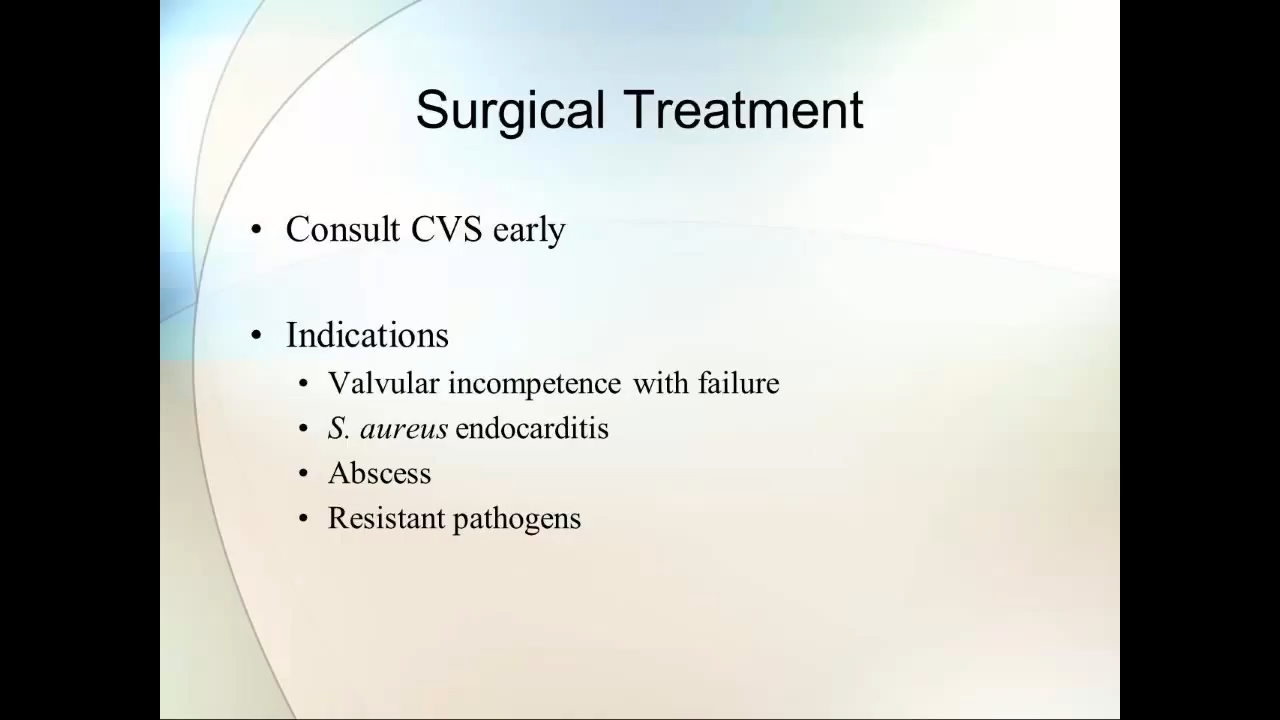 Surgical Treatment
• Consult CVS early
• Indications
• Valvular incompetence with failure
• S. aureus endocarditis
• Abscess
• Resistant pathogens